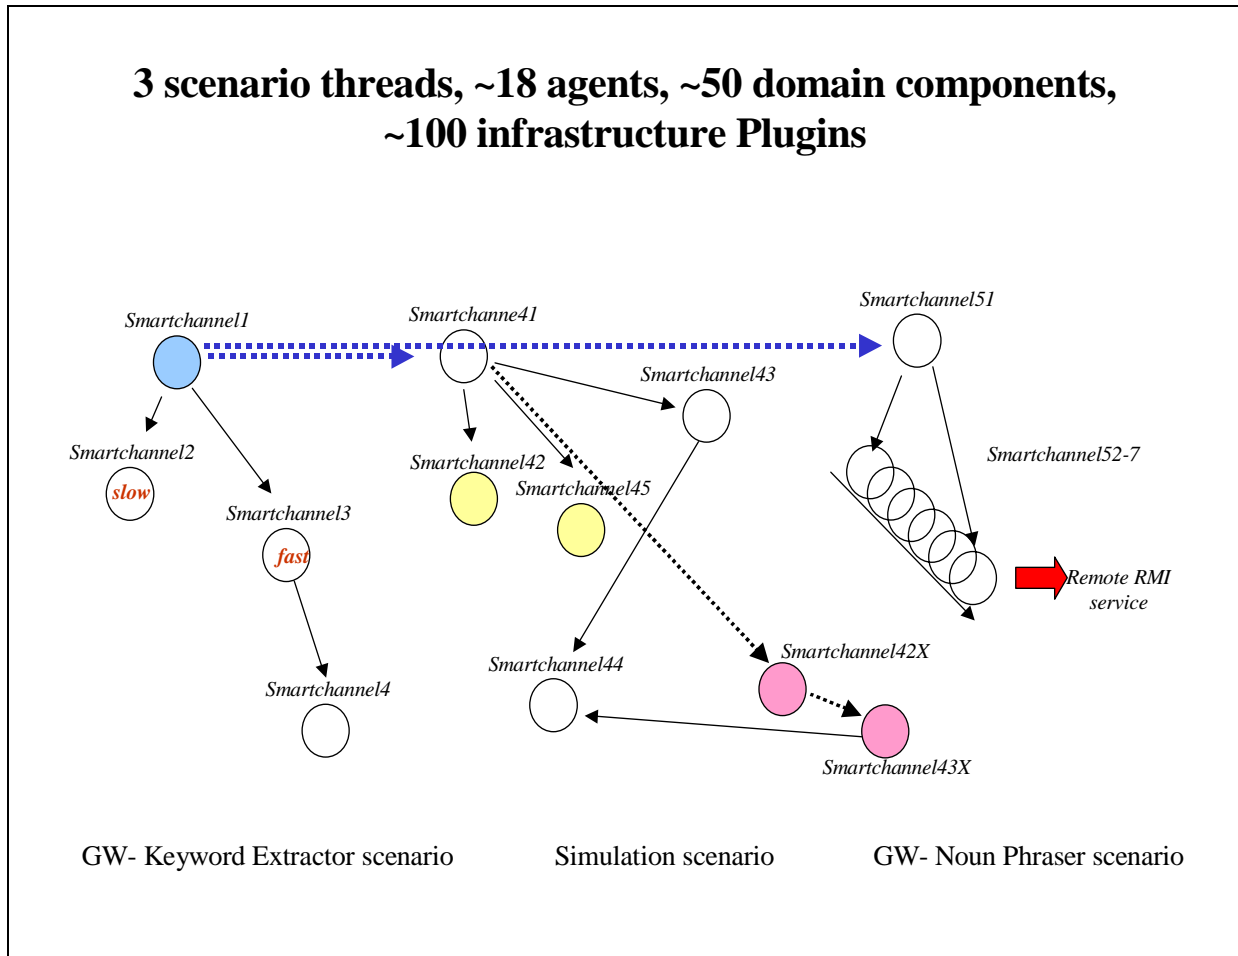 3 scenario threads, ~18 agents, ~50 domain components,
~100 infrastructure Plugins
Smartchannel1
Smartchanne41
Smartchannel51
Smartchannel43
Smartchannel2
slow
Smartchannel3
fast
Smartchannel42
Smartchannel45
Smartchannel52-7
Remote RMI
service
Smartchannel4
Smartchannel44
Smartchannel42X
Smartchannel43X
GW- Keyword Extractor scenario
Simulation scenario
GW- Noun Phraser scenario